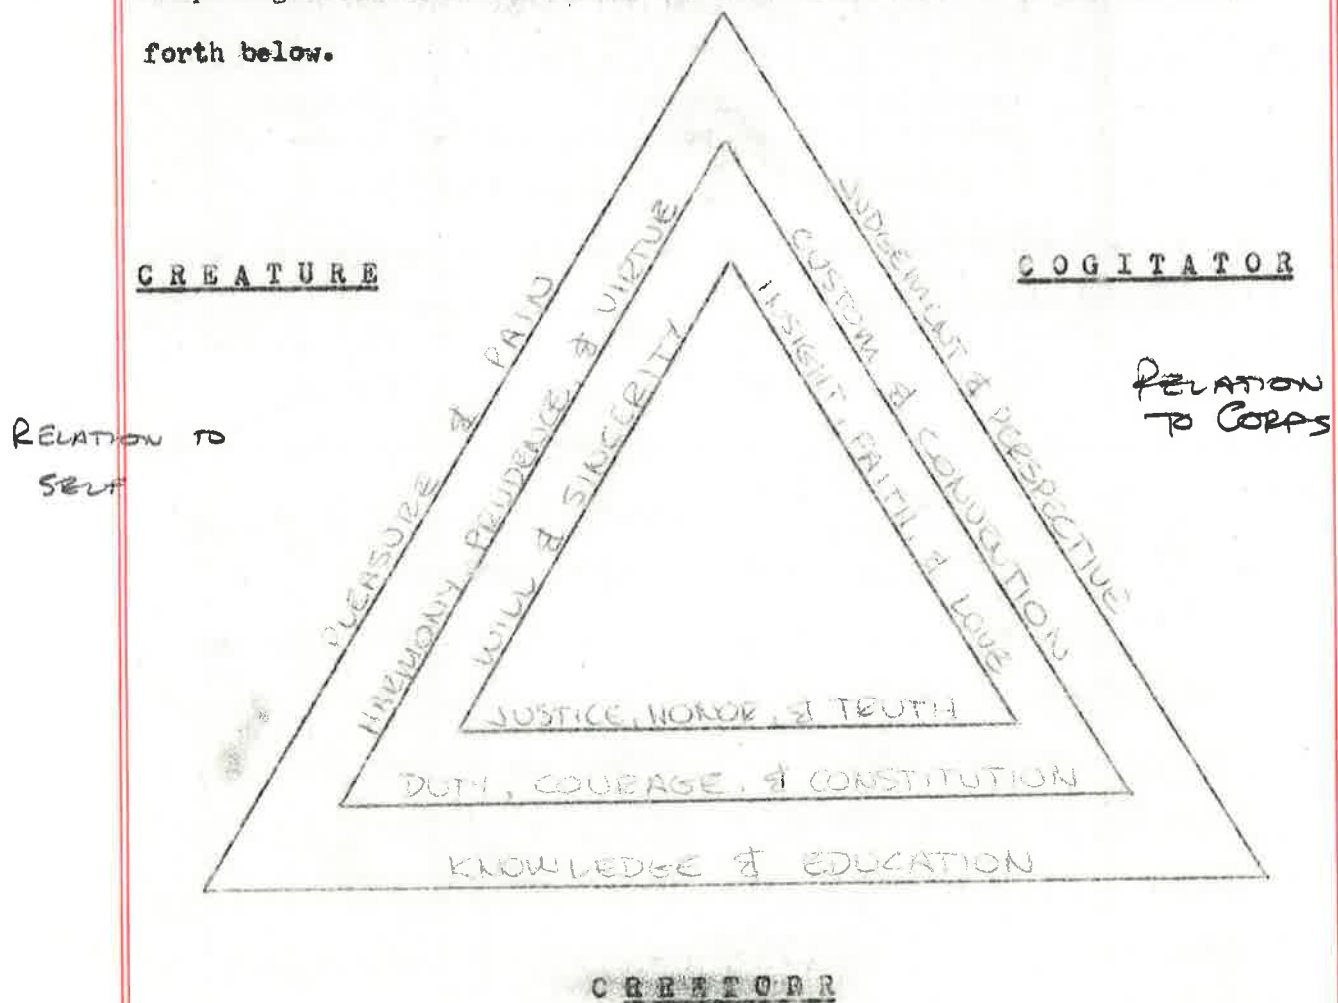 forth below.
CREATURE
COGITATOR
RELATION TO
SELF
RELATION
TO CORPS
PLEASURE & PAIN
HARMONY, PRUDENCE, & VIRTUE
WILL & SINCERITY
JUDGEMENT & PERSPECTIVE
CUSTOM & CONVENTION
INSIGHT, FAITH, & LOVE
JUSTICE, HONOR, & TRUTH
DUTY, COURAGE, & CONSTITUTION
KNOWLEDGE & EDUCATION